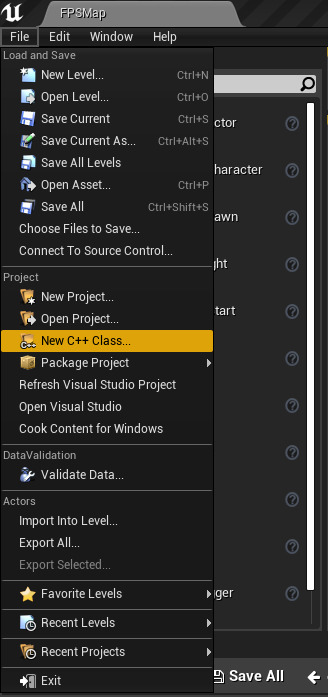 FPSMap
File Edit Window Help
Load and Save
New Level... Ctrl+N
Open Level... Ctrl+O
Save Current Ctrl+S
Save Current As... Ctrl+Alt+S
Save All Levels
Open Asset... Ctrl+P
Save All Ctrl+Shift+S
Choose Files to Save...
Connect To Source Control...
Project
New Project...
Open Project...
New C++ Class...
Package Project
Refresh Visual Studio Project
Open Visual Studio
Cook Content for Windows
DataValidation
Validate Data...
Actors
Import Into Level...
Export All...
Export Selected...
Favorite Levels
Recent Levels
Recent Projects
Exit
ctor
haracter
awn
ght
tart
ger
Save All